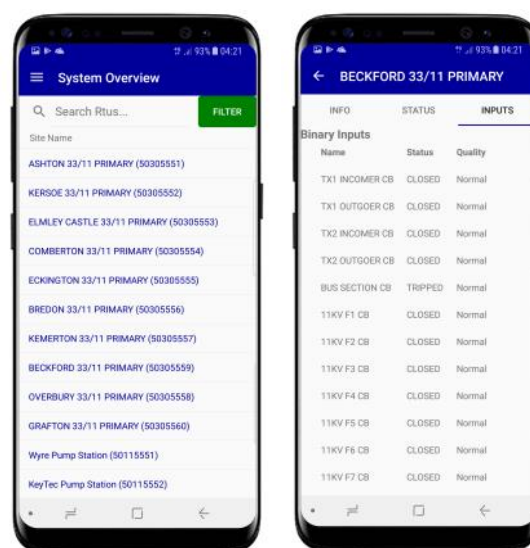 93% 04:21
System Overview
Search Rtus...
FILTER
Site Name
ASHTON 33/11 PRIMARY (50305551)
KERSOE 33/11 PRIMARY (50305552)
ELMLEY CASTLE 33/11 PRIMARY (50305553)
COMBERTON 33/11 PRIMARY (50305554)
ECKINGTON 33/11 PRIMARY (50305555)
BREDON 33/11 PRIMARY (50305556)
KEMERTON 33/11 PRIMARY (50305557)
BECKFORD 33/11 PRIMARY (50305559)
OVERBURY 33/11 PRIMARY (50305558)
GRAFTON 33/11 PRIMARY (50305560)
Wyre Pump Station (50115551)
KeyTec Pump Station (50115552)
93% 04:21
BECKFORD 33/11 PRIMARY
INFO STATUS INPUTS
Binary Inputs
Name Status Quality
TX1 INCOMER CB CLOSED Normal
TX1 OUTGOER CB CLOSED Normal
TX2 INCOMER CB CLOSED Normal
TX2 OUTGOER CB CLOSED Normal
BUS SECTION CB TRIPPED Normal
11KV F1 CB CLOSED Normal
11KV F2 CB CLOSED Normal
11KV F3 CB CLOSED Normal
11KV F4 CB CLOSED Normal
11KV F5 CB CLOSED Normal
11KV F6 CB CLOSED Normal
11KV F7 CB CLOSED Normal